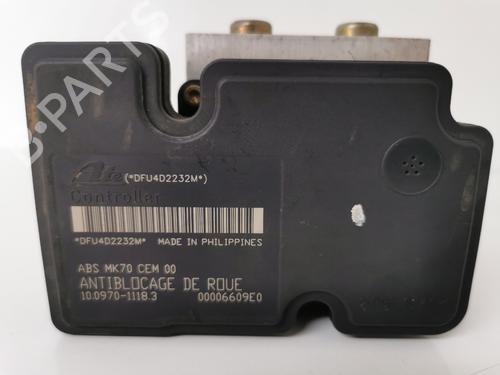 Ate (*DFU4D2232M*)
Controller
*DFU4D2232M* MADE IN PHILIPPINES
ABS MK70 CEM 00
ANTIBLOCAGE DE ROUE
10.0970-1118.3 00006609E0
B-PARTS